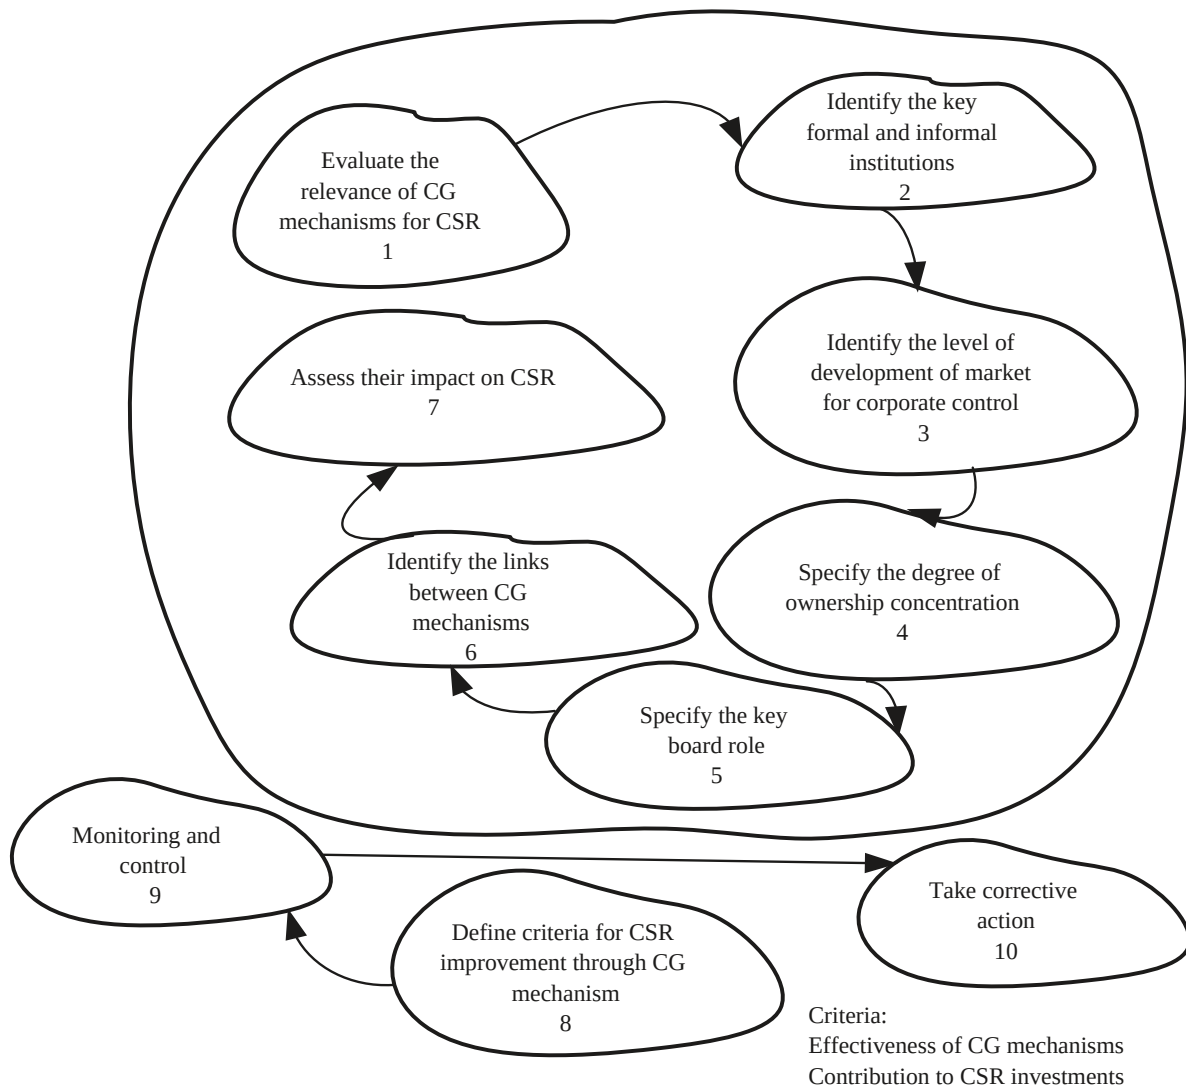 Evaluate the
relevance of CG
mechanisms for CSR
1
Identify the key
formal and informal
institutions
2
Identify the level of
development of market
for corporate control
3
Specify the degree of
ownership concentration
4
Specify the key
board role
5
Identify the links
between CG
mechanisms
6
Assess their impact on CSR
7
Define criteria for CSR
improvement through CG
mechanism
8
Monitoring and
control
9
Take corrective
action
10
Criteria:
Effectiveness of CG mechanisms
Contribution to CSR investments